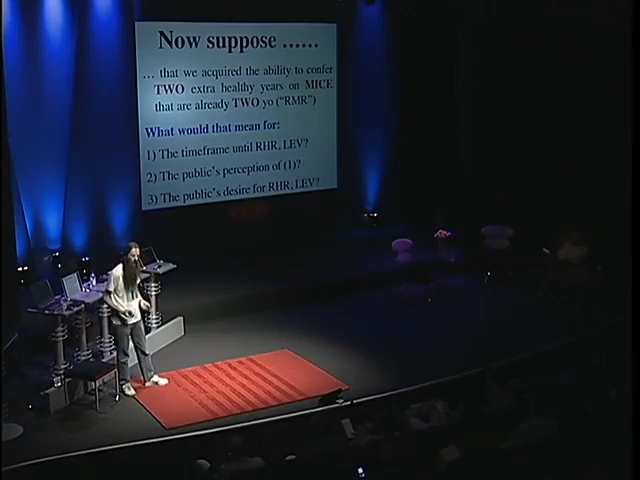 Now suppose ……
… that we acquired the ability to confer
TWO extra healthy years on MICE
that are already TWO yo (“RMR”)
What would that mean for:
1) The timeframe until RHR, LEV?
2) The public's perception of (1)?
3) The public's desire for RHR, LEV?